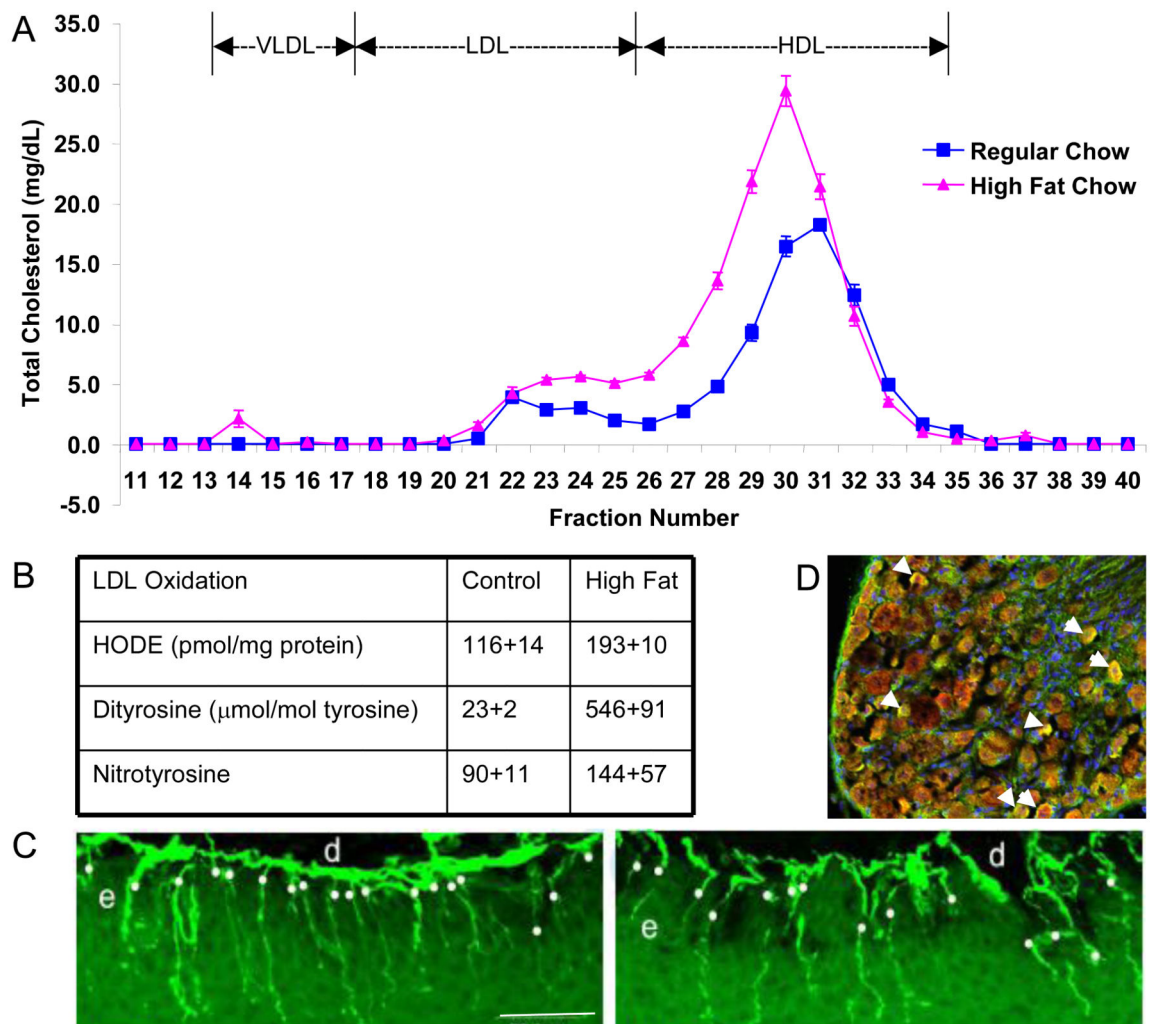 A
35.0
30.0
25.0
20.0
15.0
10.0
5.0
0.0
-5.0
Total Cholesterol (mg/dL)
VLDL
LDL
HDL
Regular Chow
High Fat Chow
11 12 13 14 15 16 17 18 19 20 21 22 23 24 25 26 27 28 29 30 31 32 33 34 35 36 37 38 39 40
Fraction Number
B
LDL Oxidation Control High Fat
HODE (pmol/mg protein) 116+14 193+10
Dityrosine (μmol/mol tyrosine) 23+2 546+91
Nitrotyrosine 90+11 144+57
D
C
d
e
d
e